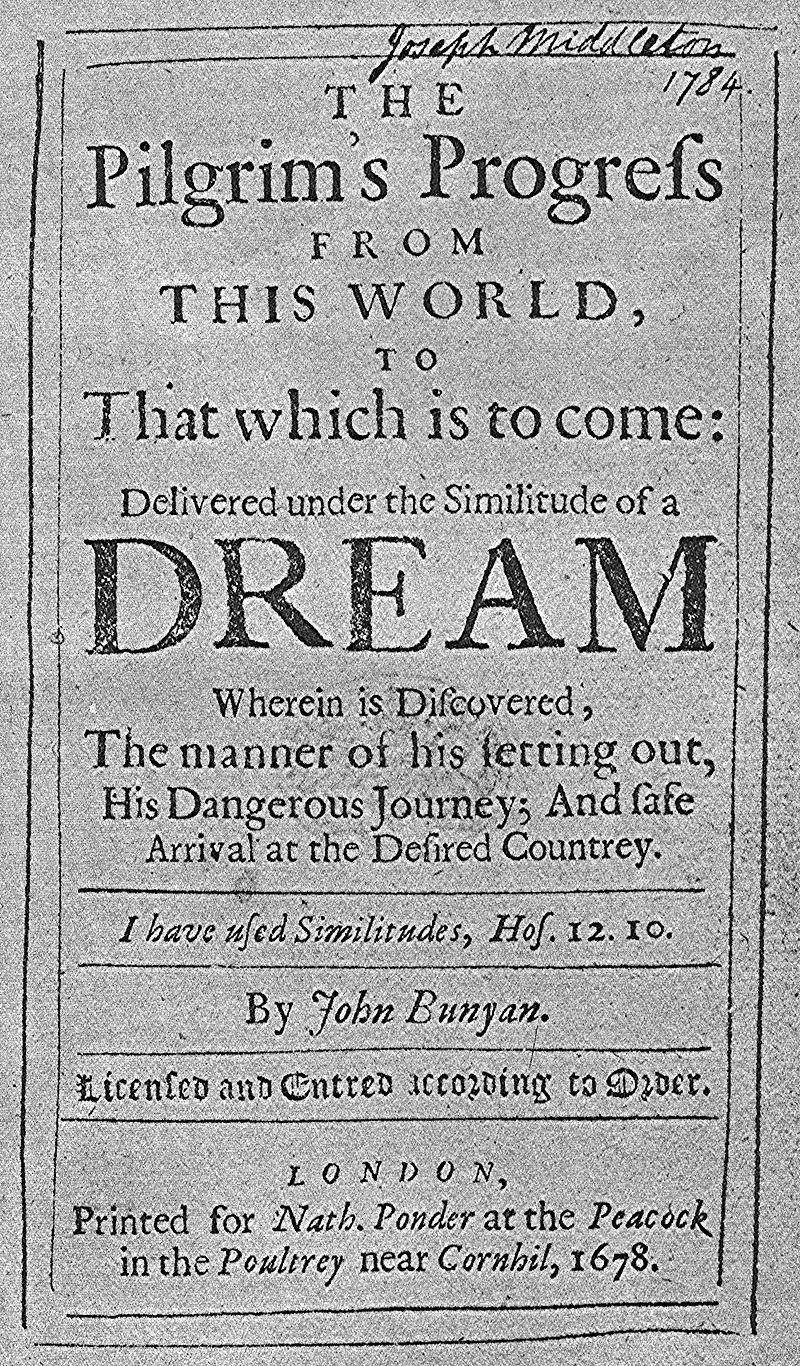 Joseph Middleton
1784.
THE
Pilgrim's Progreſs
FROM
THIS WORLD,
TO
That which is to come:
Delivered under the Similitude of a
DREAM
Wherein is Diſcovered,
The manner of his ſetting out,
His Dangerous Journey; And ſafe
Arrival at the Deſired Countrey.
I have uſed Similitudes, Hoſ. 12. 10.
By John Bunyan.
Licenſed and Entred according to Order.
LONDON,
Printed for Nath. Ponder at the Peacock
in the Poultrey near Cornhil, 1678.